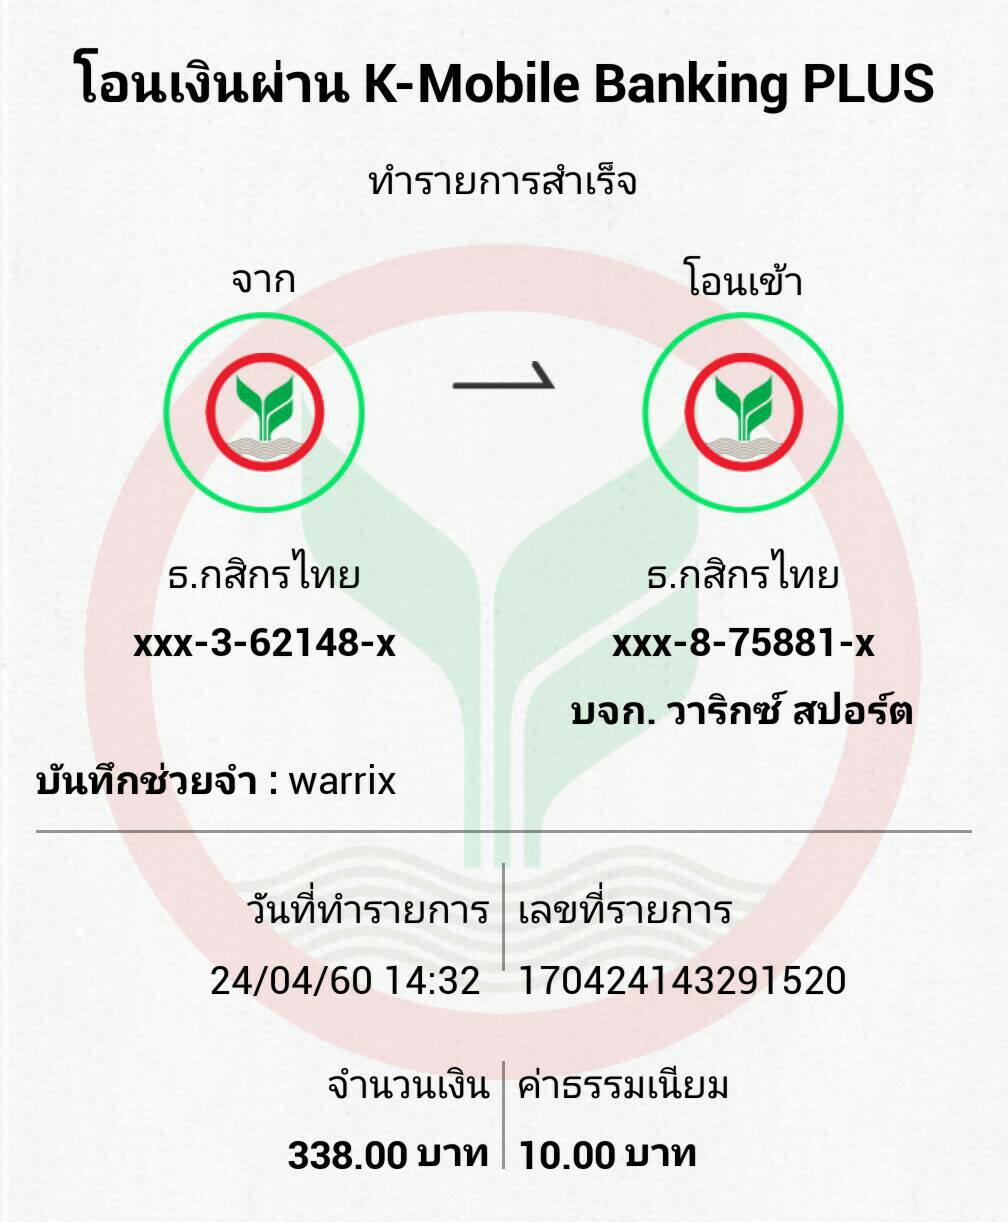 โอนเงินผ่าน K-Mobile Banking PLUS
ทำรายการสำเร็จ
จาก
โอนเข้า
ธ.กสิกรไทย
xxx-3-62148-x
ธ.กสิกรไทย
xxx-8-75881-x
บจก. วาริกซ์ สปอร์ต
บันทึกช่วยจำ : warrix
วันที่ทำรายการ
24/04/60 14:32
เลขที่รายการ
170424143291520
จำนวนเงิน
338.00 บาท
ค่าธรรมเนียม
10.00 บาท